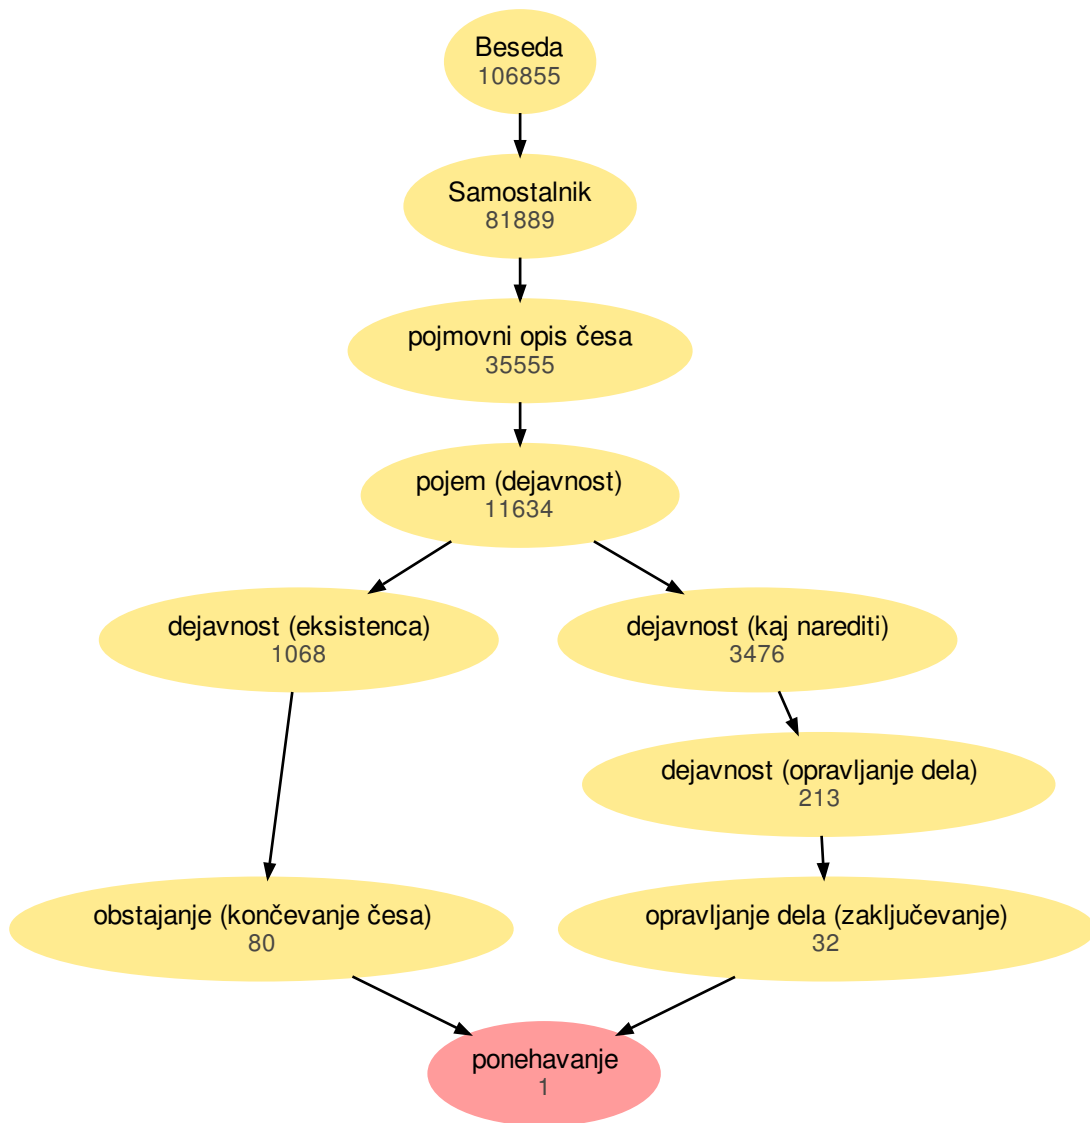 Beseda
106855
Samostalnik
81889
pojmovni opis česa
35555
pojem (dejavnost)
11634
dejavnost (eksistenca)
1068
dejavnost (kaj narediti)
3476
dejavnost (opravljanje dela)
213
obstajanje (končevanje česa)
80
opravljanje dela (zaključevanje)
32
ponehavanje
1